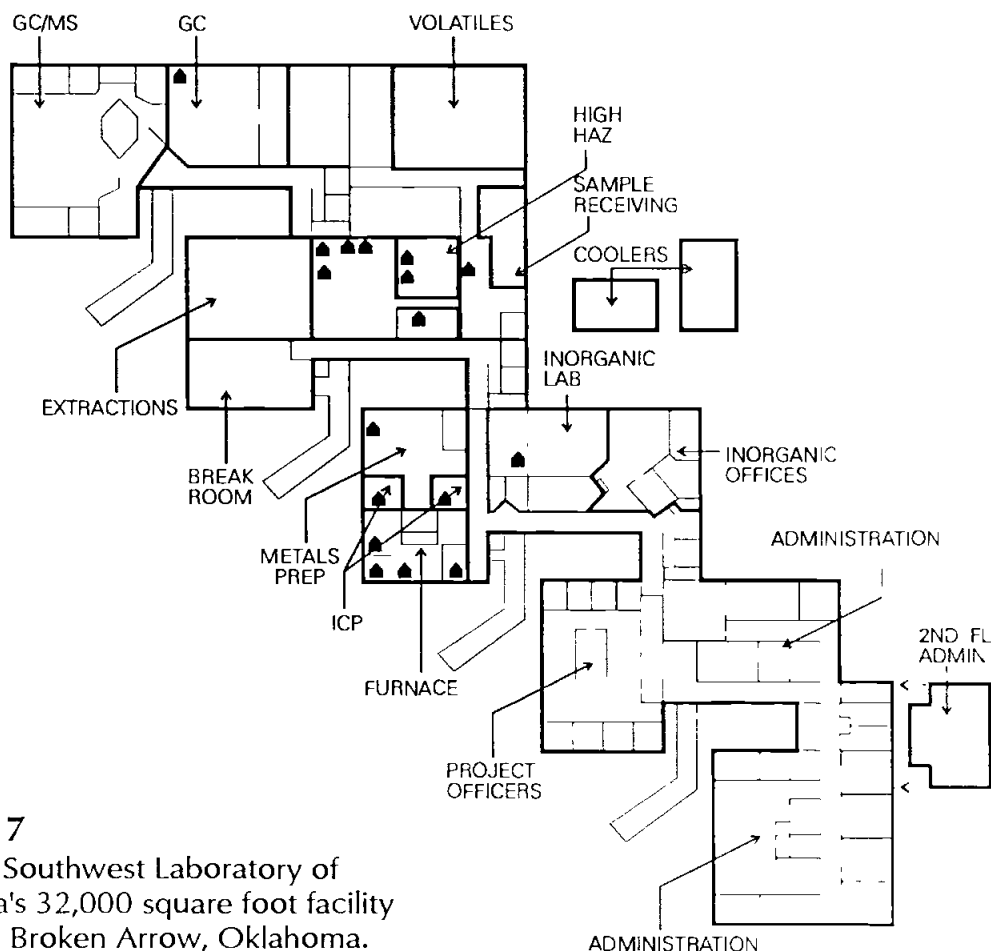 GC/MS
GC
VOLATILES
HIGH
HAZ
SAMPLE
RECEIVING
COOLERS
INORGANIC
LAB
EXTRACTIONS
BREAK
ROOM
INORGANIC
OFFICES
METALS
PREP
ADMINISTRATION
ICP
2ND FL
ADMIN
FURNACE
PROJECT
OFFICERS
7
Southwest Laboratory of
a's 32,000 square foot facility
Broken Arrow, Oklahoma.
ADMINISTRATION